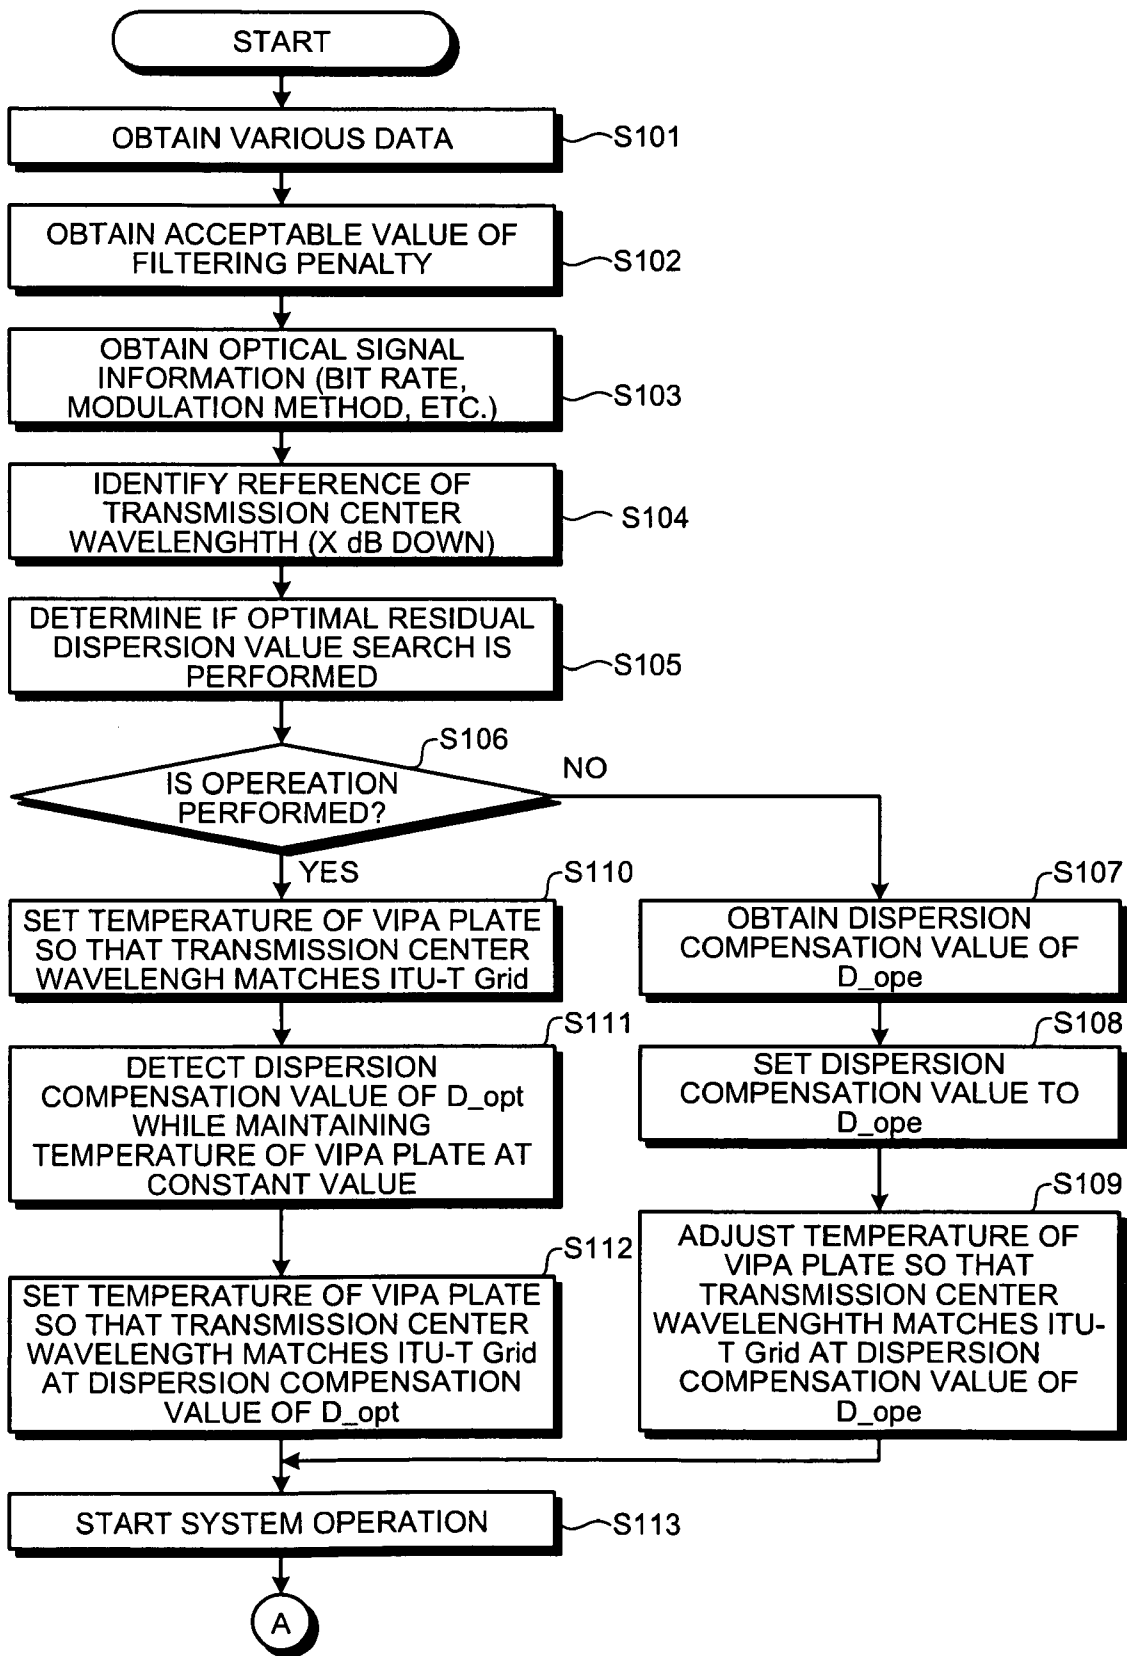 START
OBTAIN VARIOUS DATA
S101
OBTAIN ACCEPTABLE VALUE OF
FILTERING PENALTY
S102
OBTAIN OPTICAL SIGNAL
INFORMATION (BIT RATE,
MODULATION METHOD, ETC.)
S103
IDENTIFY REFERENCE OF
TRANSMISSION CENTER
WAVELENGHTH (X dB DOWN)
S104
DETERMINE IF OPTIMAL RESIDUAL
DISPERSION VALUE SEARCH IS
PERFORMED
S105
S106
IS OPEREATION
PERFORMED?
NO
YES
S110
SET TEMPERATURE OF VIPA PLATE
SO THAT TRANSMISSION CENTER
WAVELENGH MATCHES ITU-T Grid
S107
OBTAIN DISPERSION
COMPENSATION VALUE OF
D_ope
S111
DETECT DISPERSION
COMPENSATION VALUE OF D_opt
WHILE MAINTAINING
TEMPERATURE OF VIPA PLATE AT
CONSTANT VALUE
S108
SET DISPERSION
COMPENSATION VALUE TO
D_ope
S112
SET TEMPERATURE OF VIPA PLATE
SO THAT TRANSMISSION CENTER
WAVELENGTH MATCHES ITU-T Grid
AT DISPERSION COMPENSATION
VALUE OF D_opt
S109
ADJUST TEMPERATURE OF
VIPA PLATE SO THAT
TRANSMISSION CENTER
WAVELENGHTH MATCHES ITU-
T Grid AT DISPERSION
COMPENSATION VALUE OF
D_ope
START SYSTEM OPERATION
S113
A